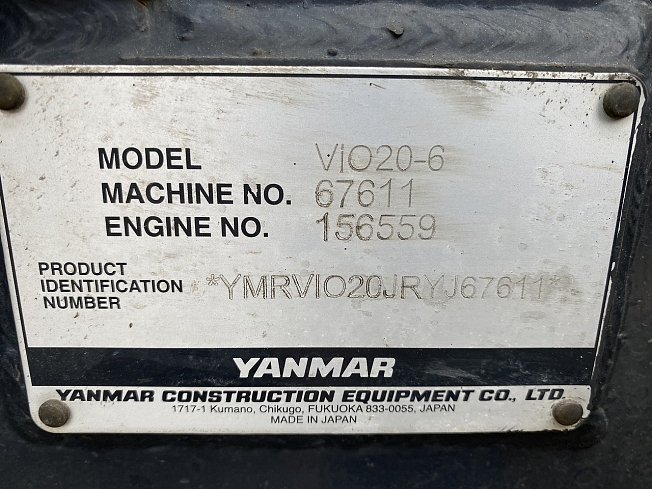 MODEL VIO20-6
MACHINE NO. 67611
ENGINE NO. 156559
PRODUCT
IDENTIFICATION *YMRVIO20JRYJ67611*
NUMBER
YANMAR
YANMAR CONSTRUCTION EQUIPMENT CO., LTD.
1717-1 Kumano, Chikugo, FUKUOKA 833-0055, JAPAN
MADE IN JAPAN